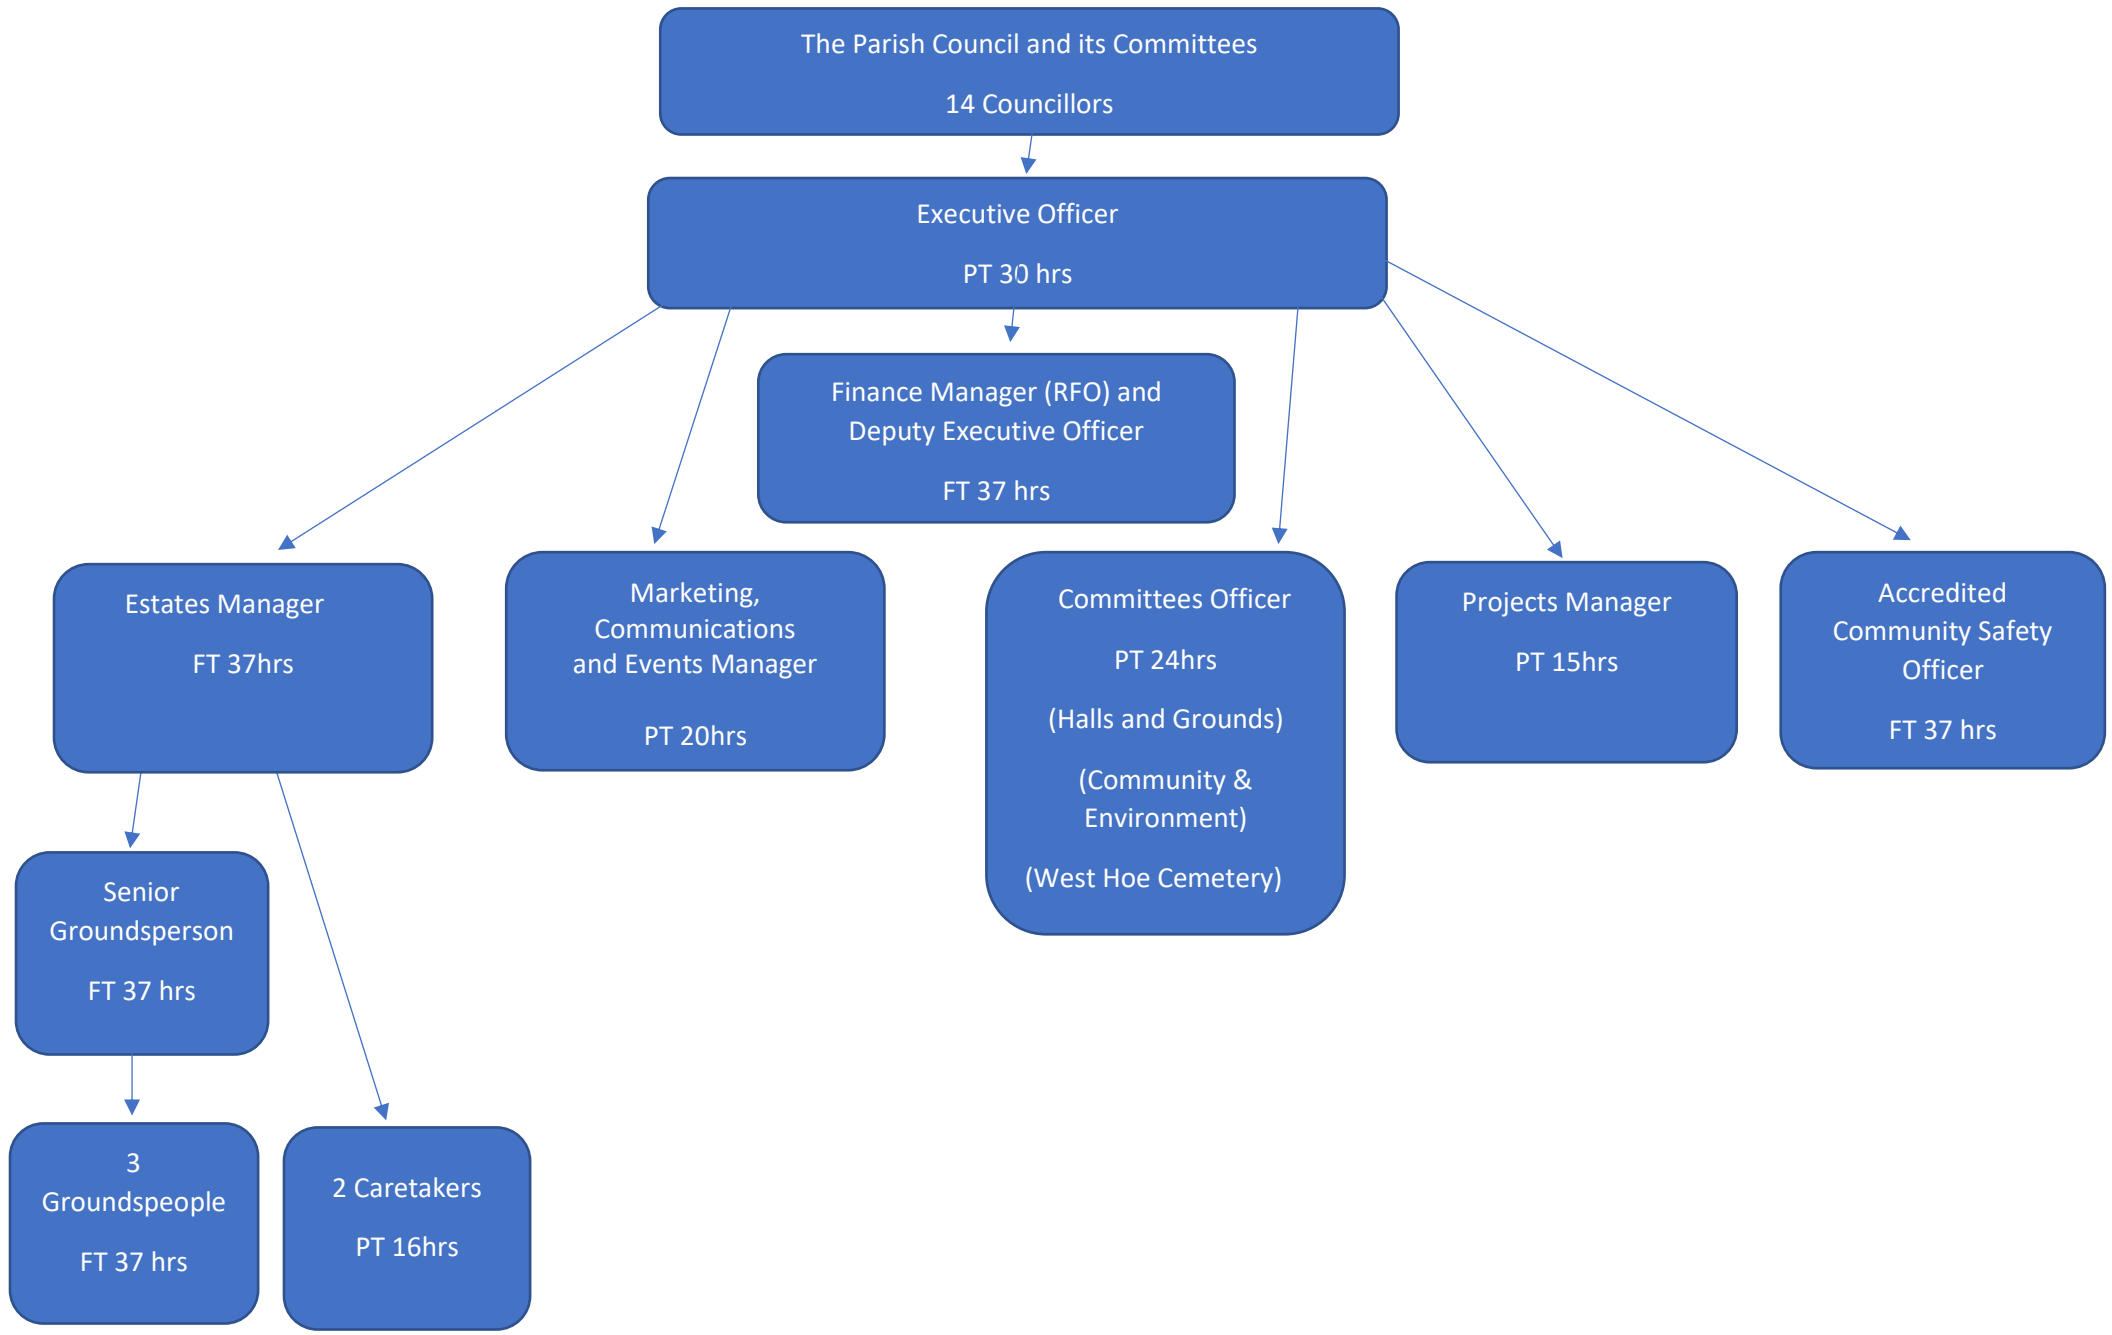 The Parish Council and its Committees
14 Councillors
Executive Officer
PT 30 hrs
Finance Manager (RFO) and
Deputy Executive Officer
FT 37 hrs
Estates Manager
FT 37hrs
Marketing,
Communications
and Events Manager
PT 20hrs
Committees Officer
PT 24hrs
(Halls and Grounds)
(Community &
Environment)
(West Hoe Cemetery)
Projects Manager
PT 15hrs
Accredited
Community Safety
Officer
FT 37 hrs
Senior
Groundsperson
FT 37 hrs
3
Groundspeople
FT 37 hrs
2 Caretakers
PT 16hrs